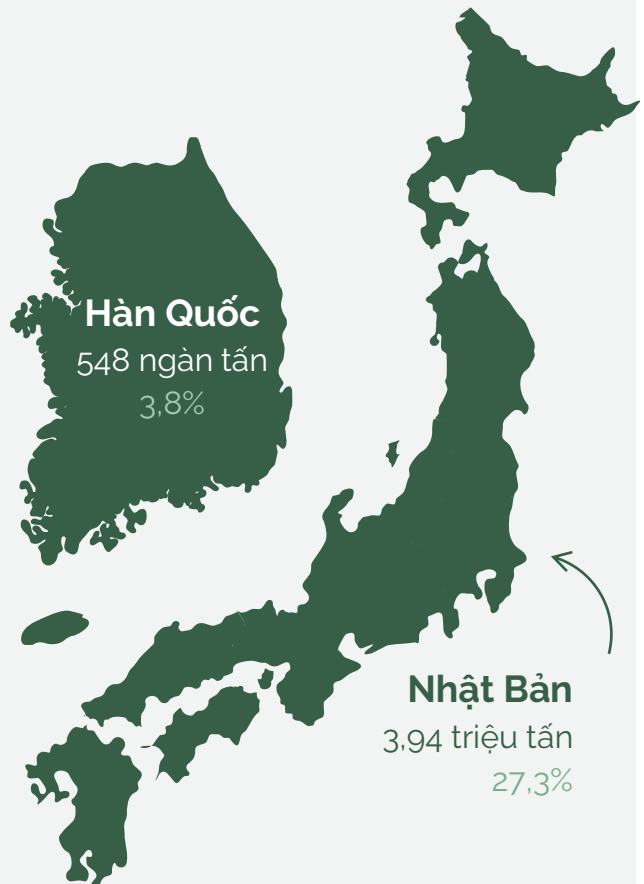 Hàn Quốc
548 ngàn tấn
3,8%
Nhật Bản
3,94 triệu tấn
27,3%